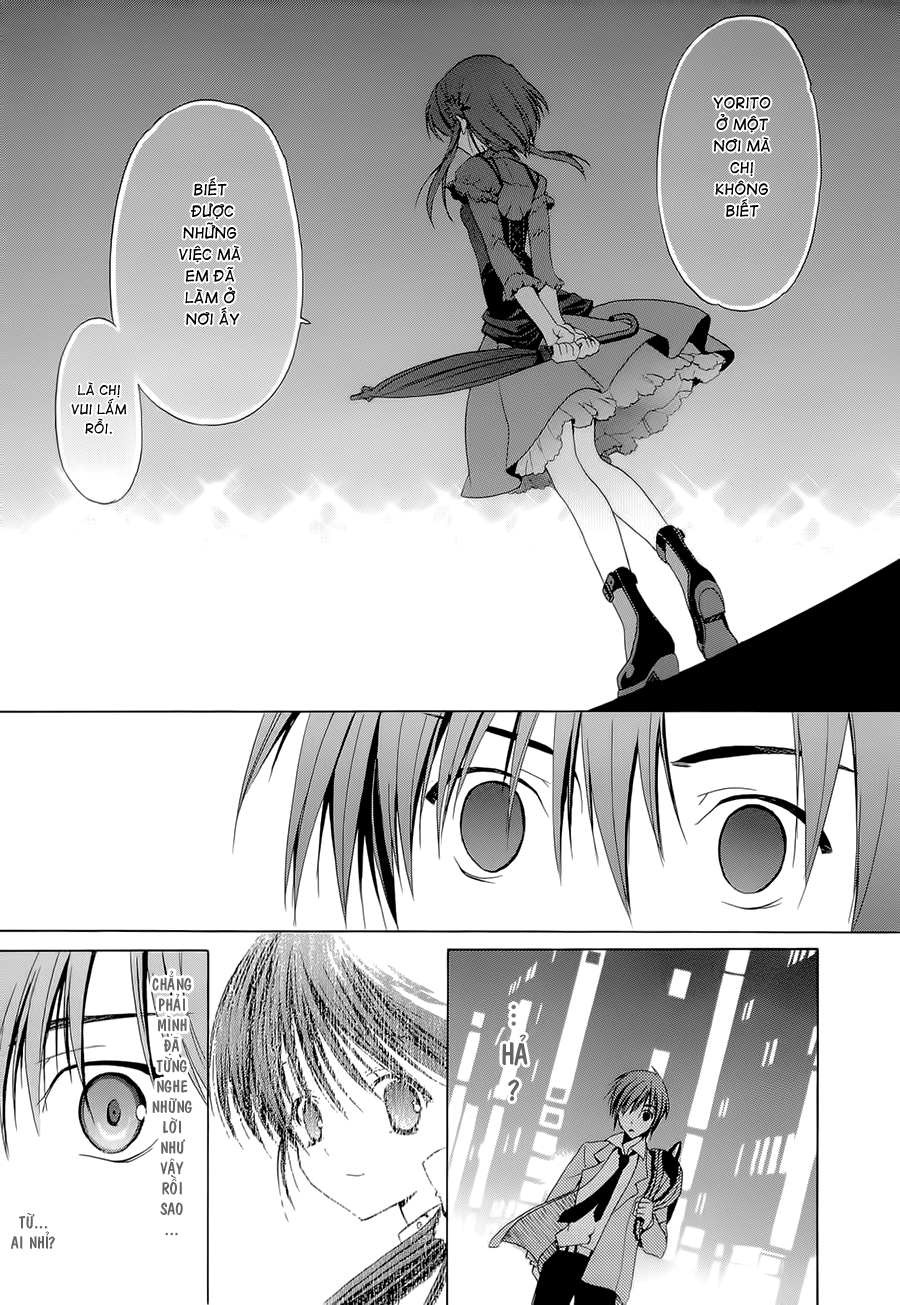 YORITO
Ở MỘT
NƠI MÀ
CHỊ
KHÔNG
BIẾT
BIẾT
ĐƯỢC
NHỮNG
VIỆC MÀ
EM ĐÃ
LÀM Ở
NƠI ẤY
LÀ CHỊ
VUI LẮM
RỒI.
...
HẢ
?
CHẲNG
PHẢI
MÌNH
ĐÃ
TỪNG
NGHE
NHỮNG
LỜI
NHƯ
VẬY
RỒI
SAO
...
TỪ...
AI NHỈ?